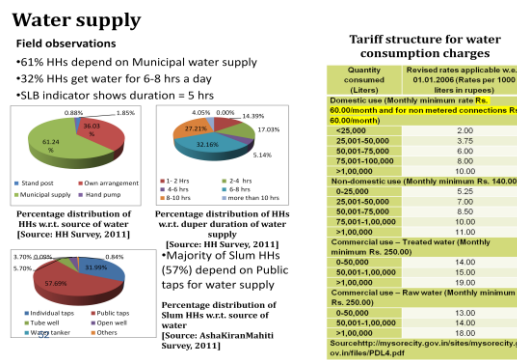 Water supply
Field observations
•61% HHs depend on Municipal water supply
•32% HHs get water for 6-8 hrs a day
•SLB indicator shows duration = 5 hrs
0.88%
1.85%
36.03
%
61.24
%
Stand post
Own arrangement
Municipal supply
Hand pump
Percentage distribution of
HHs w.r.t. source of water
[Source: HH Survey, 2011]
4.05%
0.00%
14.39%
17.03%
5.14%
32.16%
27.21%
1- 2 Hrs
2-4 hrs
4-6 hrs
6-8 hrs
8-10 hrs
more than 10 hrs
Percentage distribution of HHs
w.r.t. duper duration of water
supply
[Source: HH Survey, 2011]
3.70%
0.09%
0.84%
5.70%
31.99%
57.69%
Individual taps
Public taps
Tube well
Open well
Water tanker
Others
•Majority of Slum HHs
(57%) depend on Public
taps for water supply
Percentage distribution of
Slum HHs w.r.t. source of
water
[Source: AshaKiranMahiti
Survey, 2011]
Tariff structure for water
consumption charges
Quantity
consumed
(Liters)
Revised rates applicable w.e.
01.01.2006 (Rates per 1000
liters in rupees)
Domestic use (Monthly minimum rate Rs.
60.00/month and for non metered connections Rs
60.00/month)
<25,000 2.00
25,001-50,000 3.75
50,001-75,000 6.00
75,001-100,000 8.00
>1,00,000 10.00
Non-domestic use (Monthly minimum Rs. 140.00
0-25,000 5.25
25,001-50,000 7.00
50,001-75,000 8.50
75,001-1,00,000 10.00
>1,00,000 11.00
Commercial use – Treated water (Monthly
minimum Rs. 250.00)
0-50,000 14.00
50,001-1,00,000 15.00
>1,00,000 19.00
Commercial use – Raw water (Monthly minimum
Rs. 250.00)
0-50,000 13.00
50,001-1,00,000 14.00
>1,00,000 18.00
Sourcehttp://mysorecity.gov.in/sites/mysorecity.g
ov.in/files/PDL4.pdf